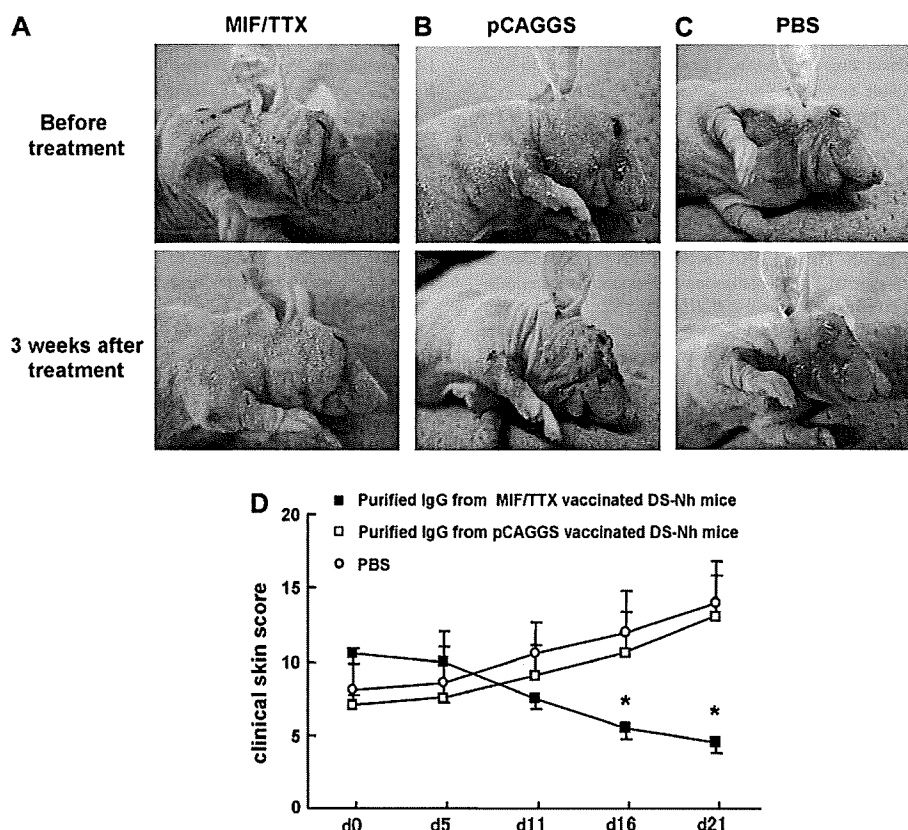 A MIF/TTX B pCAGGS C PBS
Before
treatment
3 weeks after
treatment
D
Purified IgG from MIF/TTX vaccinated DS-Nh mice
Purified IgG from pCAGGS vaccinated DS-Nh mice
PBS
clinical skin score
20
15
10
5
0
* *
d0 d5 d11 d16 d21